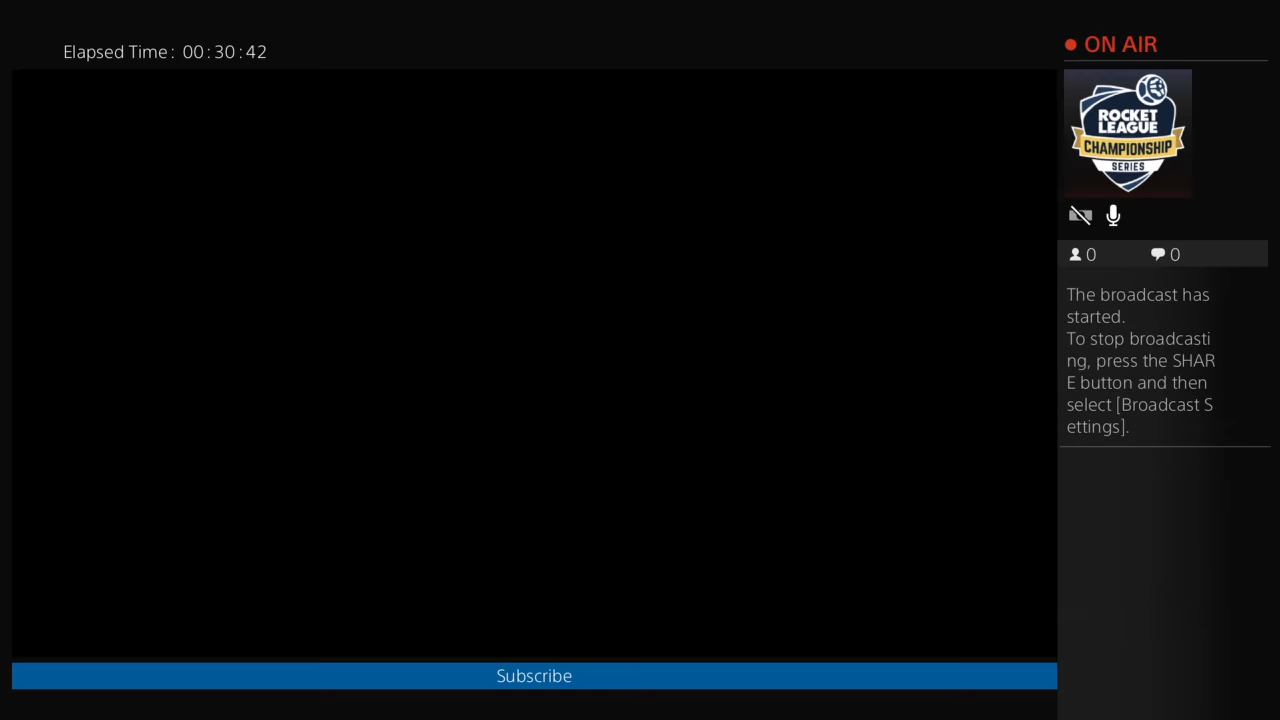 Elapsed Time: 00:30:42
ON AIR
ROCKET
LEAGUE
CHAMPIONSHIP
SERIES
0 0
The broadcast has
started.
To stop broadcasti
ng, press the SHAR
E button and then
select [Broadcast S
ettings].
Subscribe